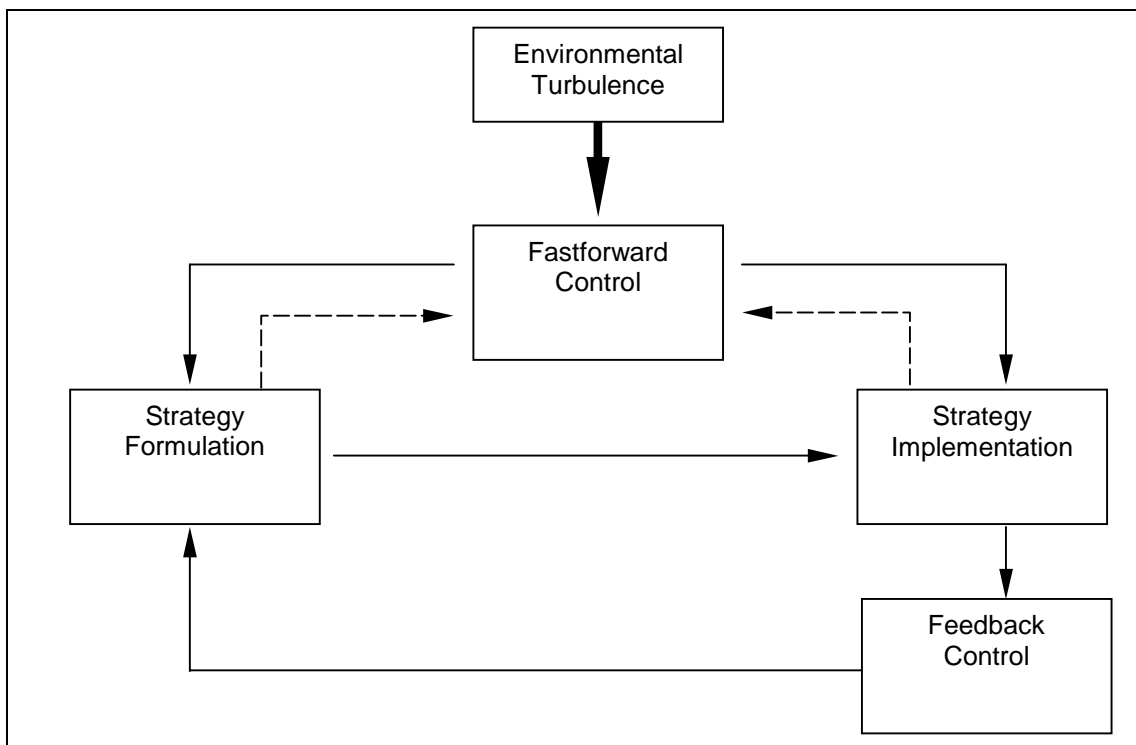 Environmental
Turbulence
Fastforward
Control
Strategy
Formulation
Strategy
Implementation
Feedback
Control